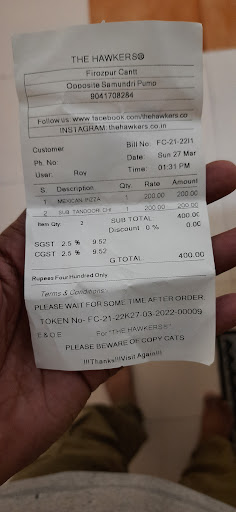 THE HAWKERS®
Firozpur Cantt
Opposite Samundri Pump
9041708284
Follow us: www.facebook.com/thehawkers.co
INSTAGRAM: thehawkers.co.in
Customer Bill No: FC-21-22I1
Ph. No: Date Sun 27 Mar
User. Roy Time: 01:31 PM
S. Description Qty. Rate Amount
1 MEXICAN PIZZA 1 200.00 200.00
2 SUB TANDOORI CHI 1 200.00 200.00
Item Qty. 2 SUB TOTAL 400.00
Discount 0 % 0.00
SGST 2.5 % 9.52
CGST 2.5 % 9.52
G.TOTAL 400.00
Rupees Four Hundred Only.
Terms & Conditions :
PLEASE WAIT FOR SOME TIME AFTER ORDER.
TOKEN No- FC-21-22K27-03-2022-00009
E & O E For "THE HAWKERS®"
PLEASE BEWARE OF COPY CATS
!!!Thanks!!!Visit Again!!!